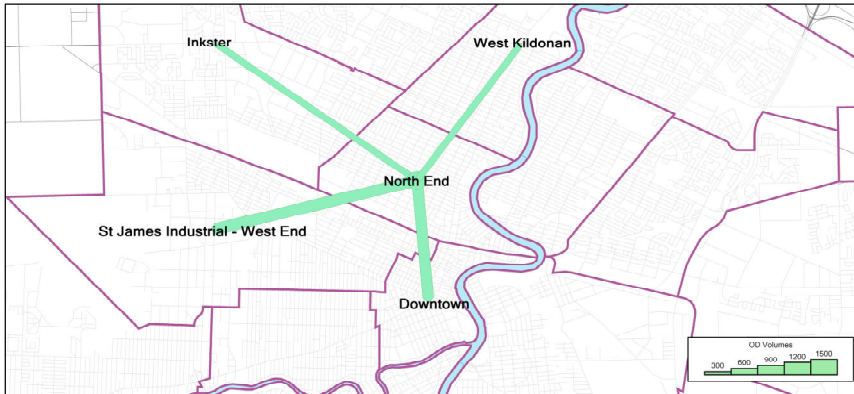 Inkster
West Kildonan
North End
St James Industrial - West End
Downtown
OD Volumes
300 600 900 1200 1500